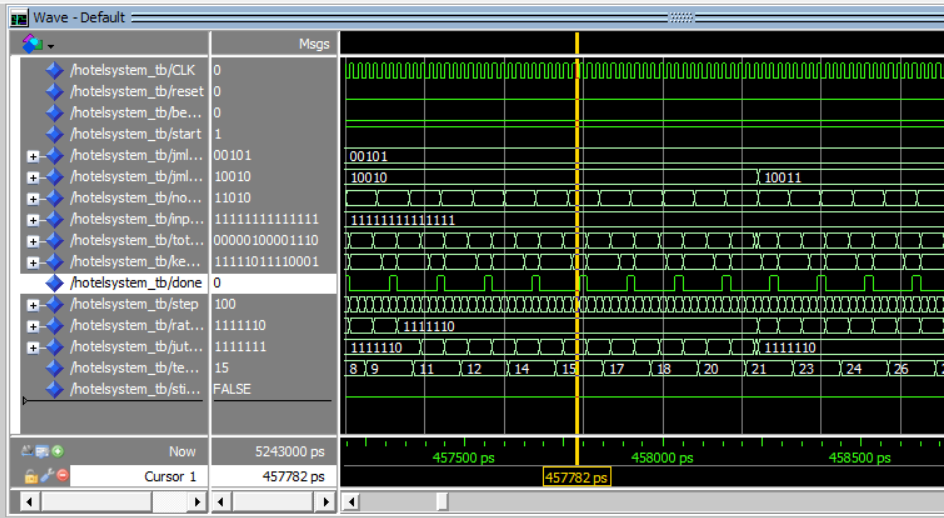 Wave - Default
Msgs
/hotelsystem_tb/CLK 0
/hotelsystem_tb/reset 0
/hotelsystem_tb/be... 0
/hotelsystem_tb/start 1
/hotelsystem_tb/jml... 00101 00101
/hotelsystem_tb/jml... 10010 10010 10011
/hotelsystem_tb/no... 11010
/hotelsystem_tb/inp... 11111111111111 11111111111111
/hotelsystem_tb/tot... 00000100001110
/hotelsystem_tb/ke... 11111011110001
/hotelsystem_tb/done 0
/hotelsystem_tb/step 100
/hotelsystem_tb/rat... 1111110 1111110
/hotelsystem_tb/jut... 1111111 1111110 1111110
/hotelsystem_tb/te... 15 8 9 11 12 14 15 17 18 20 21 23 24 26
/hotelsystem_tb/sti... FALSE
Now 5243000 ps 457500 ps 458000 ps 458500 ps
Cursor 1 457782 ps 457782 ps